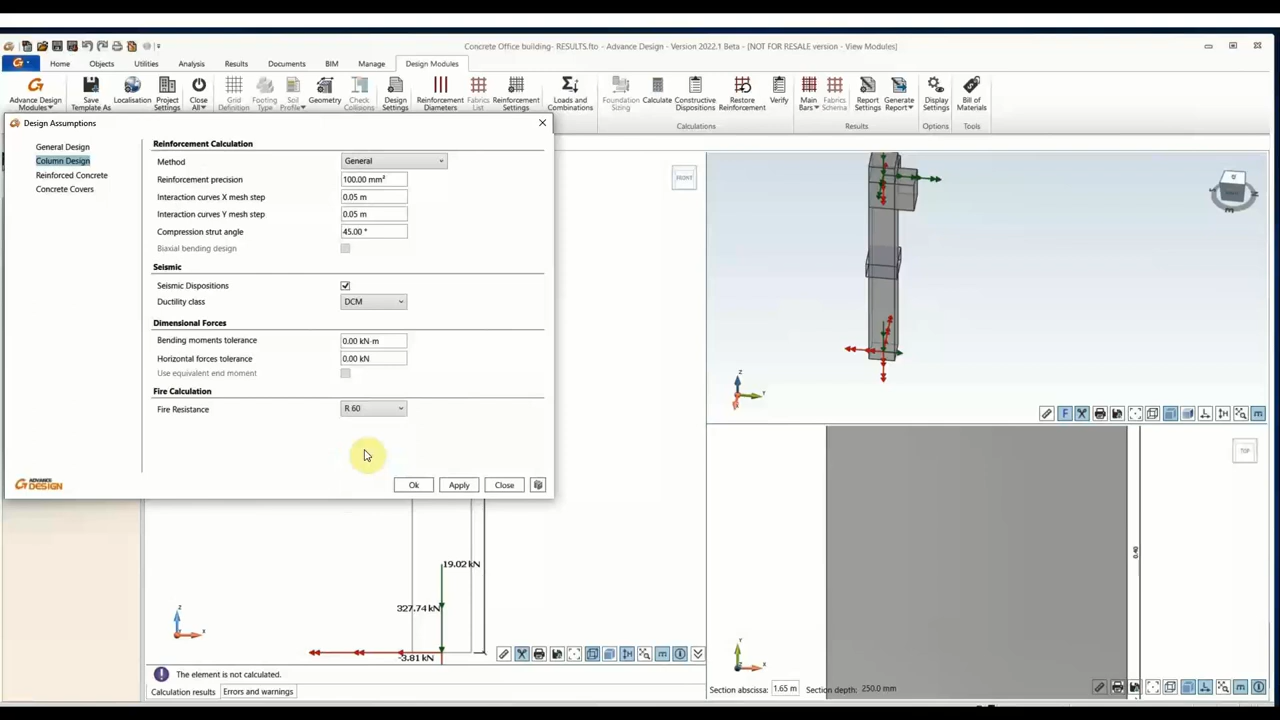 Concrete Office building- RESULTS.fto - Advance Design - Version 2022.1 Beta - [NOT FOR RESALE version - View Modules]
Home Objects Utilities Analysis Results Documents BIM Manage Design Modules
Advance Design Modules
Save Template As
Localisation
Project Settings
Close All
Grid Definition
Footing Type
Soil Profile
Geometry
Check Collisions
Design Settings
Reinforcement Diameters
Fabrics List
Reinforcement Settings
Loads and Combinations
Foundation Sizing
Calculate
Constructive Dispositions
Restore Reinforcement
Verify
Main Bars
Fabrics Schema
Report Settings
Generate Report
Display Settings
Bill of Materials
Calculations Results Options Tools
Design Assumptions
General Design
Column Design
Reinforced Concrete
Concrete Covers
Reinforcement Calculation
Method General
Reinforcement precision 100.00 mm²
Interaction curves X mesh step 0.05 m
Interaction curves Y mesh step 0.05 m
Compression strut angle 45.00 °
Biaxial bending design
Seismic
Seismic Dispositions
Ductility class DCM
Dimensional Forces
Bending moments tolerance 0.00 kN·m
Horizontal forces tolerance 0.00 kN
Use equivalent end moment
Fire Calculation
Fire Resistance R 60
ADVANCE DESIGN
Ok Apply Close
FRONT
Z
Y
TOP
0.40
19.02 kN
327.74 kN
-3.81 kN
Z
X
Y
X
The element is not calculated.
Calculation results Errors and warnings
Section abscissa: 1.65 m Section depth: 250.0 mm